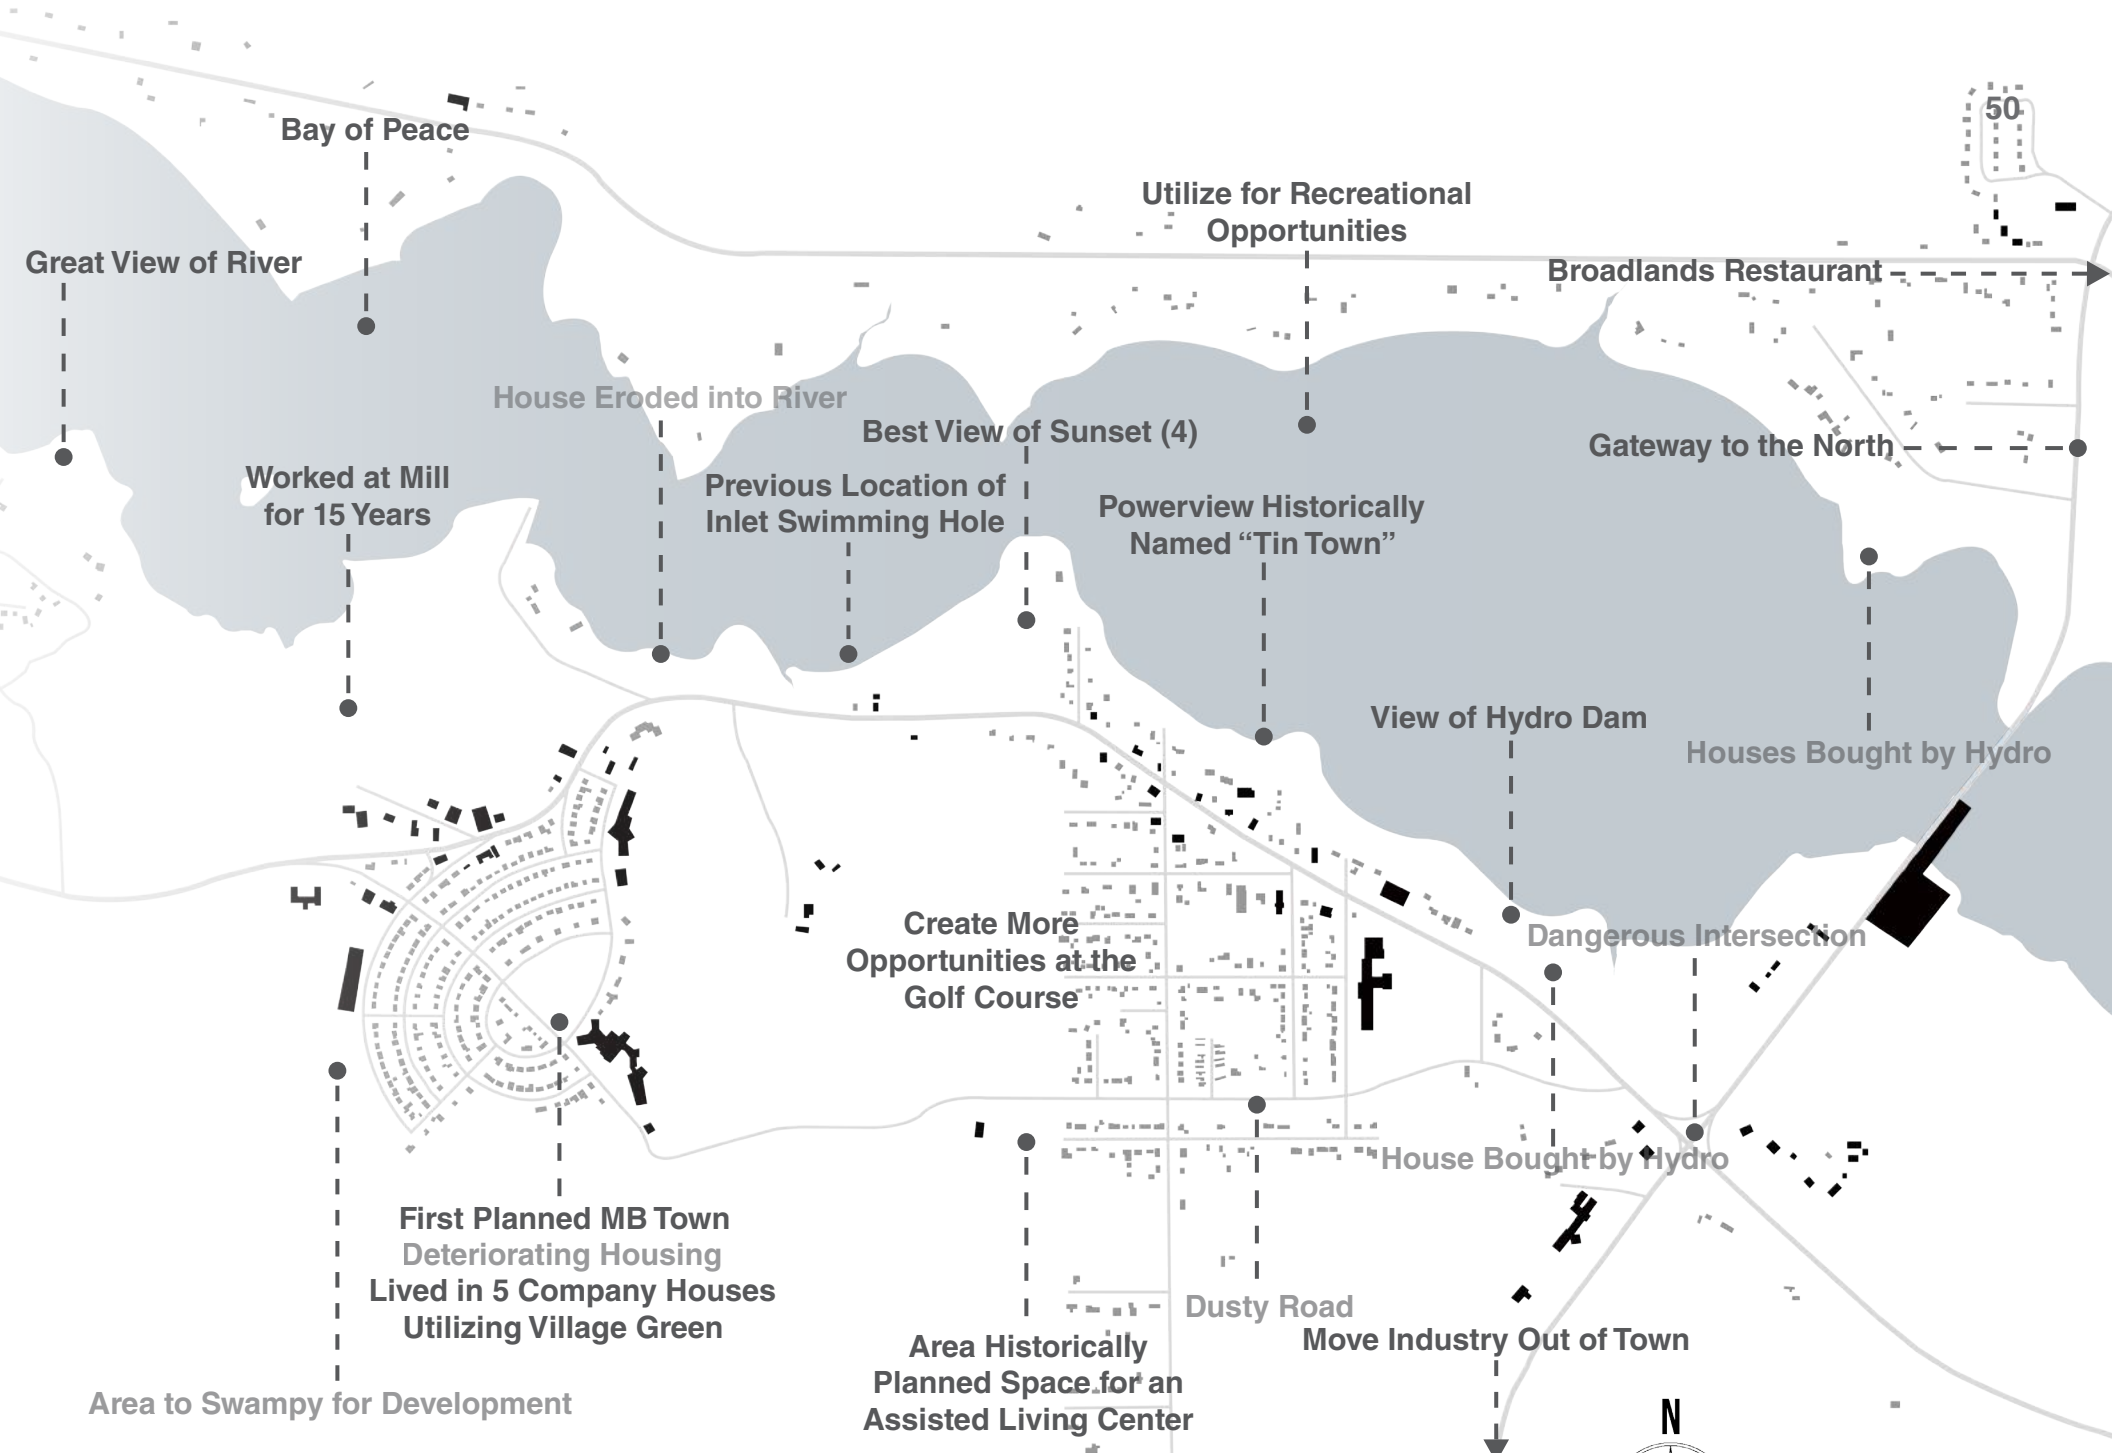 50
Bay of Peace
Utilize for Recreational
Opportunities
Great View of River
Broadlands Restaurant
House Eroded into River
Best View of Sunset (4)
Gateway to the North
Worked at Mill
for 15 Years
Previous Location of
Inlet Swimming Hole
Powerview Historically
Named “Tin Town”
View of Hydro Dam
Houses Bought by Hydro
Create More
Opportunities at the
Golf Course
Dangerous Intersection
House Bought by Hydro
First Planned MB Town
Deteriorating Housing
Lived in 5 Company Houses
Utilizing Village Green
Dusty Road
Move Industry Out of Town
Area Historically
Planned Space for an
Assisted Living Center
Area to Swampy for Development
N